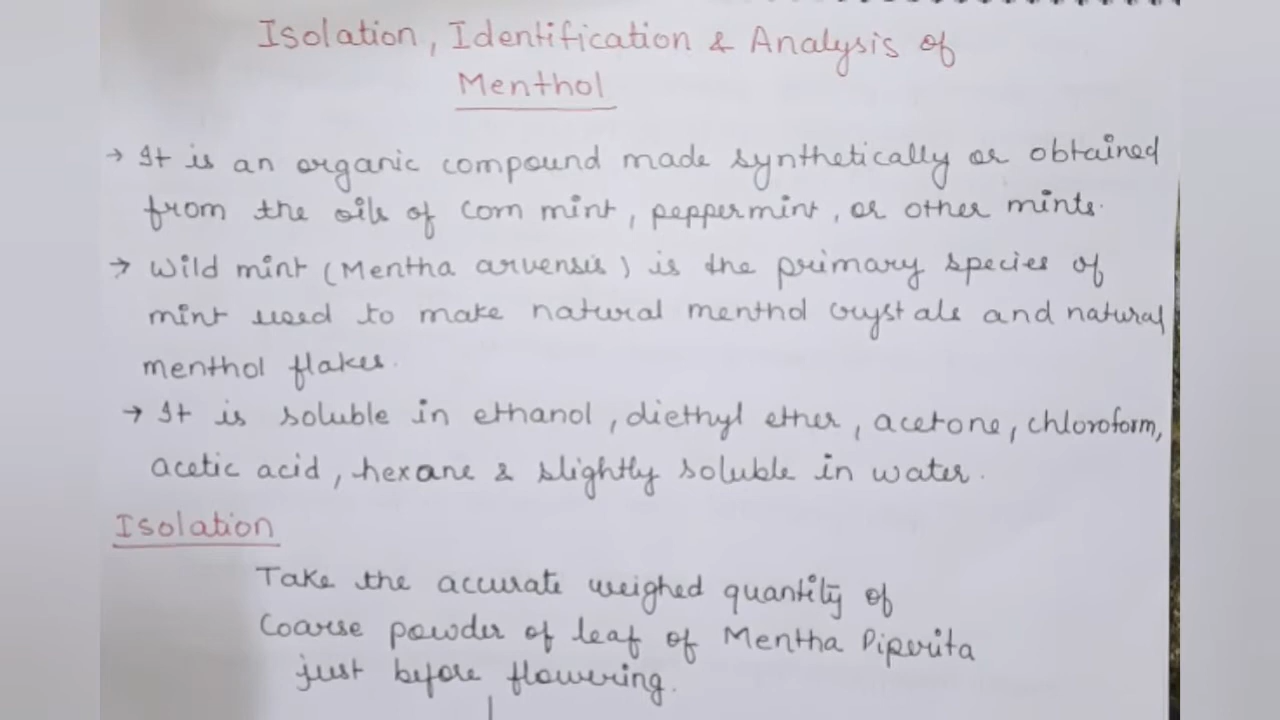 Isolation, Identification & Analysis of
Menthol
→ It is an organic compound made synthetically or obtained
from the oils of corn mint, peppermint, or other mints.
→ Wild mint (Mentha arvensis) is the primary species of
mint used to make natural menthol crystals and natural
menthol flakes.
→ It is soluble in ethanol, diethyl ether, acetone, chloroform,
acetic acid, hexane & slightly soluble in water.
Isolation
Take the accurate weighed quantity of
Coarse powder of leaf of Mentha Piperita
just before flowering.